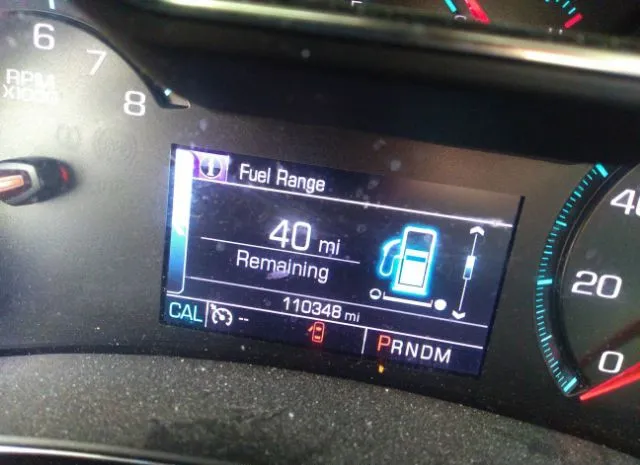 6
7
8
RPM
X1000
Fuel Range
40 mi
Remaining
110348 mi
CAL --
PRNDM
40
20
0